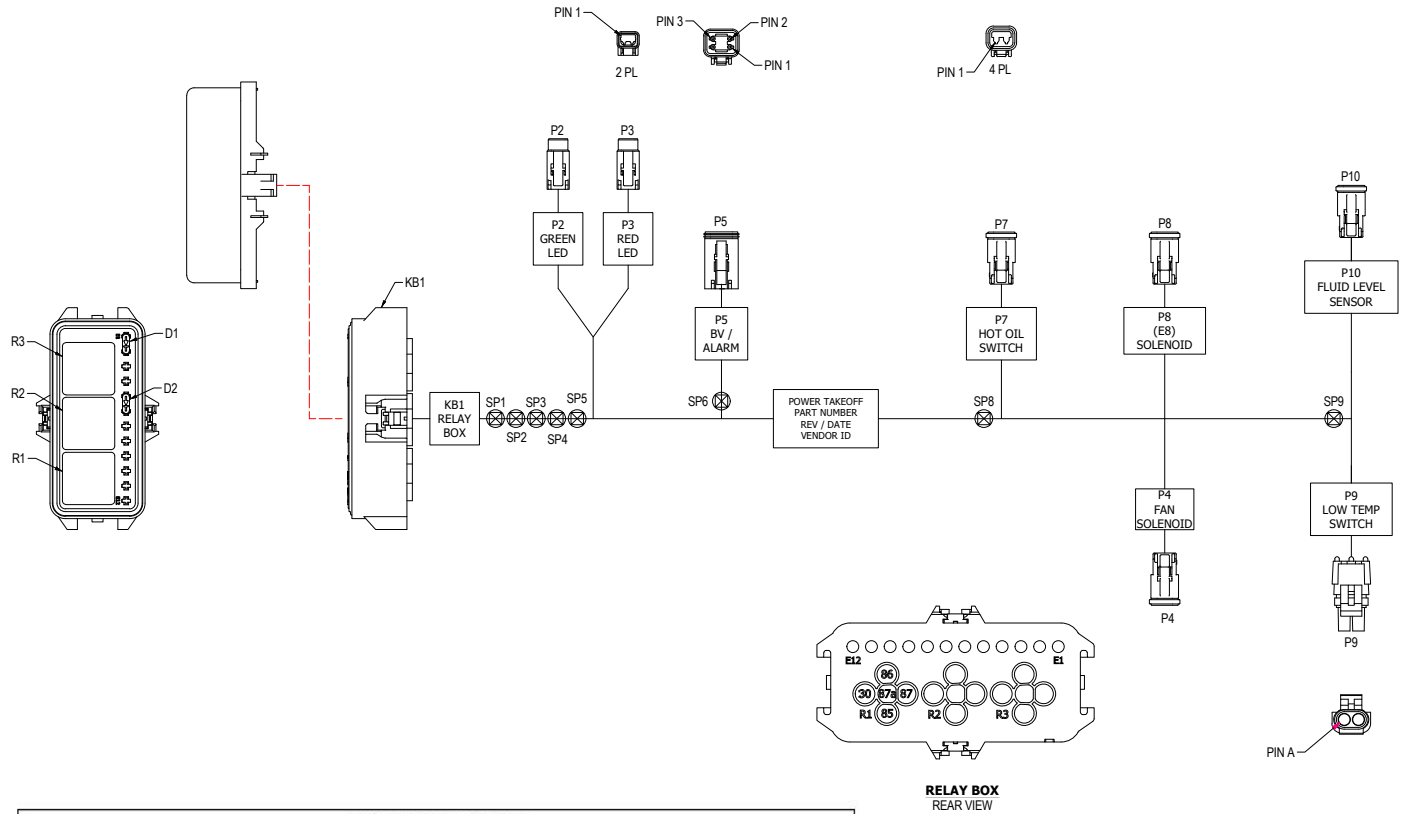 PIN 1
2 PL
PIN 3
PIN 2
PIN 1
PIN 1
4 PL
P2
P3
P5
P7
P8
P10
P2
GREEN
LED
P3
RED
LED
P5
BV /
ALARM
P7
HOT OIL
SWITCH
P8
(E8)
SOLENOID
P10
FLUID LEVEL
SENSOR
KB1
R3
R2
R1
D1
D2
KB1
RELAY
BOX
SP1
SP2
SP3
SP4
SP5
SP6
POWER TAKEOFF
PART NUMBER
REV / DATE
VENDOR ID
SP8
SP9
P4
FAN
SOLENOID
P4
P9
LOW TEMP
SWITCH
P9
PIN A
E12
E1
86
30
87a
87
85
R1
R2
R3
RELAY BOX
REAR VIEW